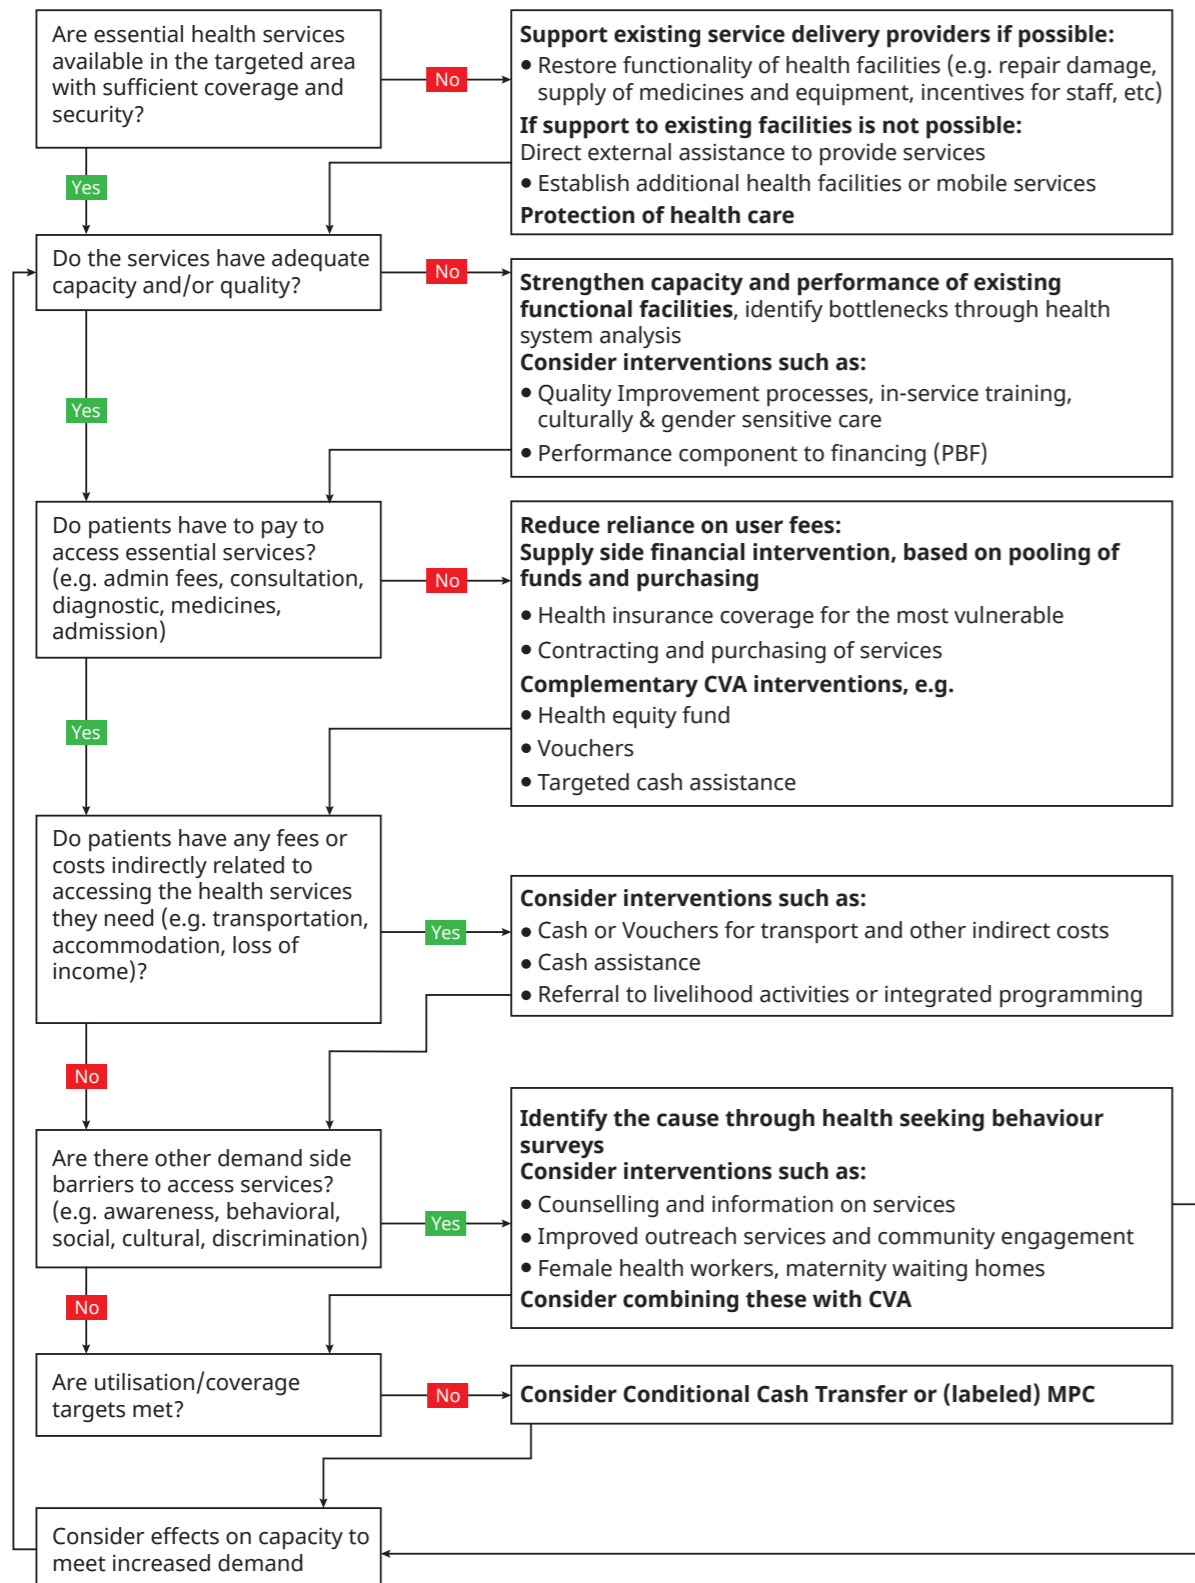 Are essential health services
available in the targeted area
with sufficient coverage and
security?
No
Support existing service delivery providers if possible:
• Restore functionality of health facilities (e.g. repair damage,
supply of medicines and equipment, incentives for staff, etc)
If support to existing facilities is not possible:
Direct external assistance to provide services
• Establish additional health facilities or mobile services
Protection of health care
Yes
Do the services have adequate
capacity and/or quality?
No
Strengthen capacity and performance of existing
functional facilities, identify bottlenecks through health
system analysis
Consider interventions such as:
• Quality Improvement processes, in-service training,
culturally & gender sensitive care
• Performance component to financing (PBF)
Yes
Do patients have to pay to
access essential services?
(e.g. admin fees, consultation,
diagnostic, medicines,
admission)
No
Reduce reliance on user fees:
Supply side financial intervention, based on pooling of
funds and purchasing
• Health insurance coverage for the most vulnerable
• Contracting and purchasing of services
Complementary CVA interventions, e.g.
• Health equity fund
• Vouchers
• Targeted cash assistance
Yes
Do patients have any fees or
costs indirectly related to
accessing the health services
they need (e.g. transportation,
accommodation, loss of
income)?
Yes
Consider interventions such as:
• Cash or Vouchers for transport and other indirect costs
• Cash assistance
• Referral to livelihood activities or integrated programming
No
Are there other demand side
barriers to access services?
(e.g. awareness, behavioral,
social, cultural, discrimination)
Yes
Identify the cause through health seeking behaviour
surveys
Consider interventions such as:
• Counselling and information on services
• Improved outreach services and community engagement
• Female health workers, maternity waiting homes
Consider combining these with CVA
No
Are utilisation/coverage
targets met?
No
Consider Conditional Cash Transfer or (labeled) MPC
Consider effects on capacity to
meet increased demand